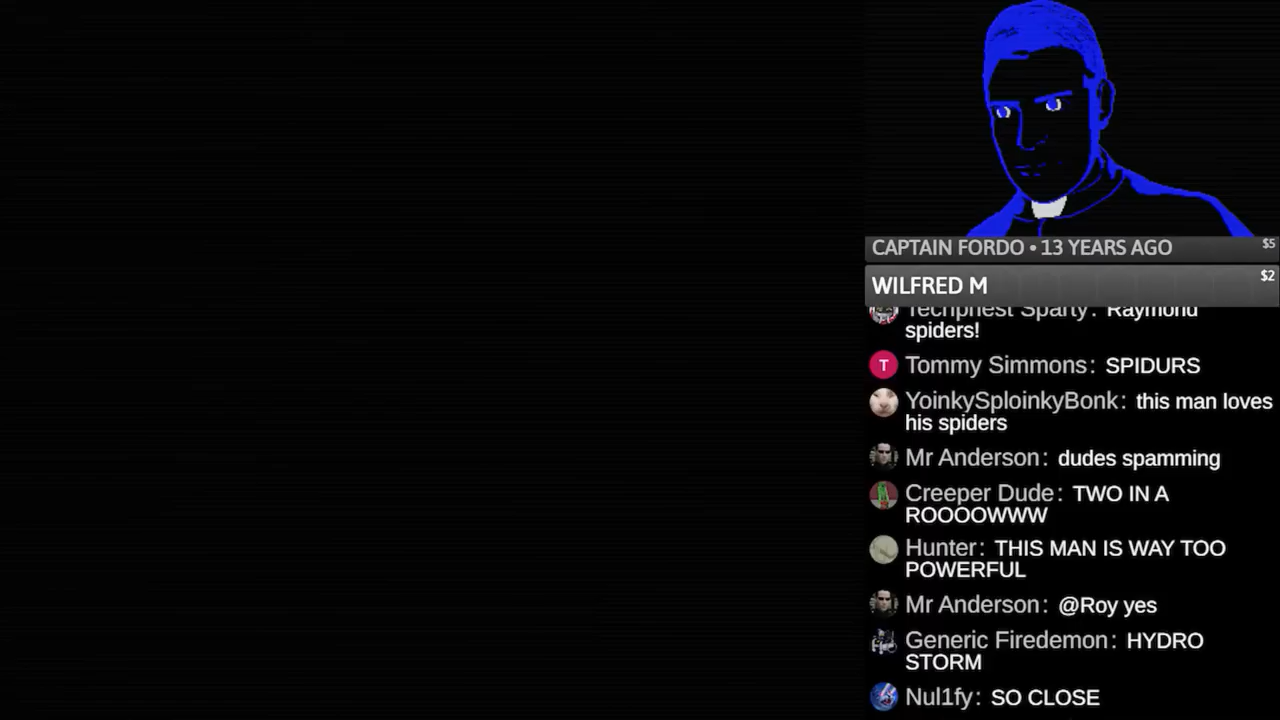 CAPTAIN FORDO • 13 YEARS AGO $5
WILFRED M $2
Techpriest Sparty: Raymond
spiders!
T Tommy Simmons: SPIDURS
YoinkySploinkyBonk: this man loves
his spiders
Mr Anderson: dudes spamming
Creeper Dude: TWO IN A
ROOOOWWW
Hunter: THIS MAN IS WAY TOO
POWERFUL
Mr Anderson: @Roy yes
Generic Firedemon: HYDRO
STORM
Nul1fy: SO CLOSE